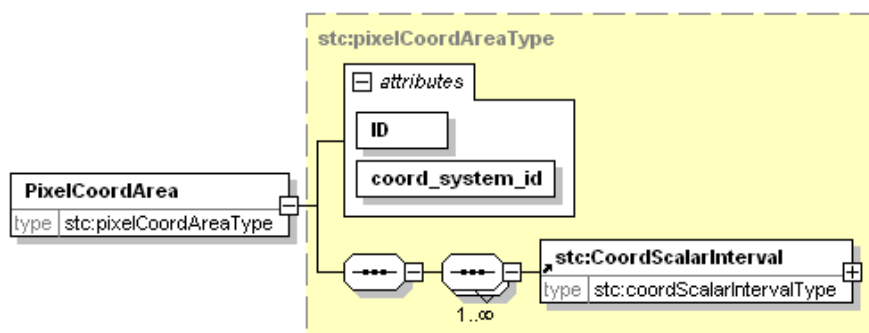 stc:pixelCoordAreaType
attributes
ID
coord_system_id
PixelCoordArea
type stc:pixelCoordAreaType
stc:CoordScalarInterval
type stc:coordScalarIntervalType
1..∞